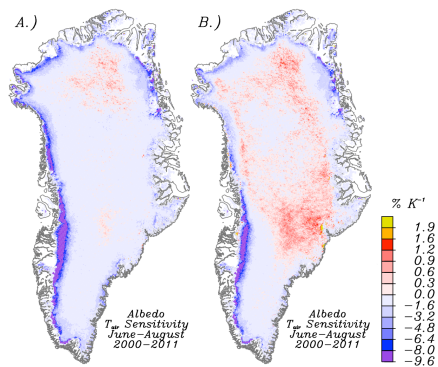 A.)
B.)
Albedo
T_air Sensitivity
June-August
2000-2011
Albedo
T_air Sensitivity
June-August
2000-2011
% K⁻¹
1.9
1.6
1.2
0.9
0.6
0.3
0.0
-1.6
-3.2
-4.8
-6.4
-8.0
-9.6